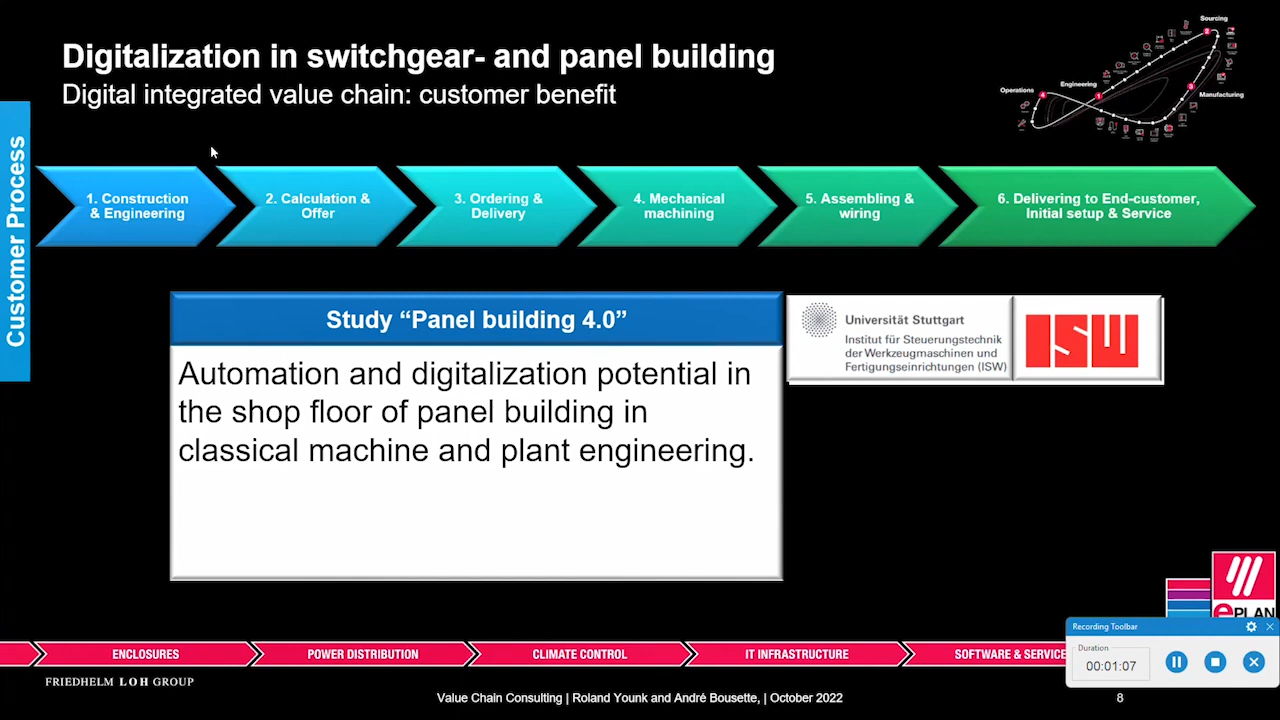 Digitalization in switchgear- and panel building
Digital integrated value chain: customer benefit
Sourcing
Engineering
Operations
Manufacturing
2
1
4
3
Customer Process
1. Construction
& Engineering
2. Calculation &
Offer
3. Ordering &
Delivery
4. Mechanical
machining
5. Assembling &
wiring
6. Delivering to End-customer,
Initial setup & Service
Study “Panel building 4.0”
Automation and digitalization potential in
the shop floor of panel building in
classical machine and plant engineering.
Universität Stuttgart
Institut für Steuerungstechnik
der Werkzeugmaschinen und
Fertigungseinrichtungen (ISW)
ISW
ePLAN
Recording Toolbar
Duration
00:01:07
ENCLOSURES
POWER DISTRIBUTION
CLIMATE CONTROL
IT INFRASTRUCTURE
SOFTWARE & SERVICE
FRIEDHELM LOH GROUP
Value Chain Consulting | Roland Younk and André Bousette, | October 2022
8